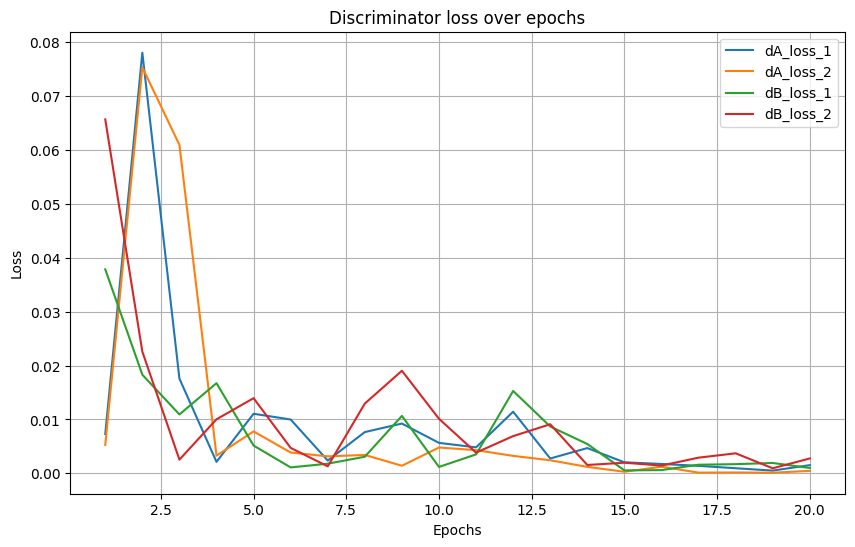 Discriminator loss over epochs
0.08
0.07
0.06
0.05
0.04
0.03
0.02
0.01
0.00
Loss
dA_loss_1
dA_loss_2
dB_loss_1
dB_loss_2
2.5 5.0 7.5 10.0 12.5 15.0 17.5 20.0
Epochs